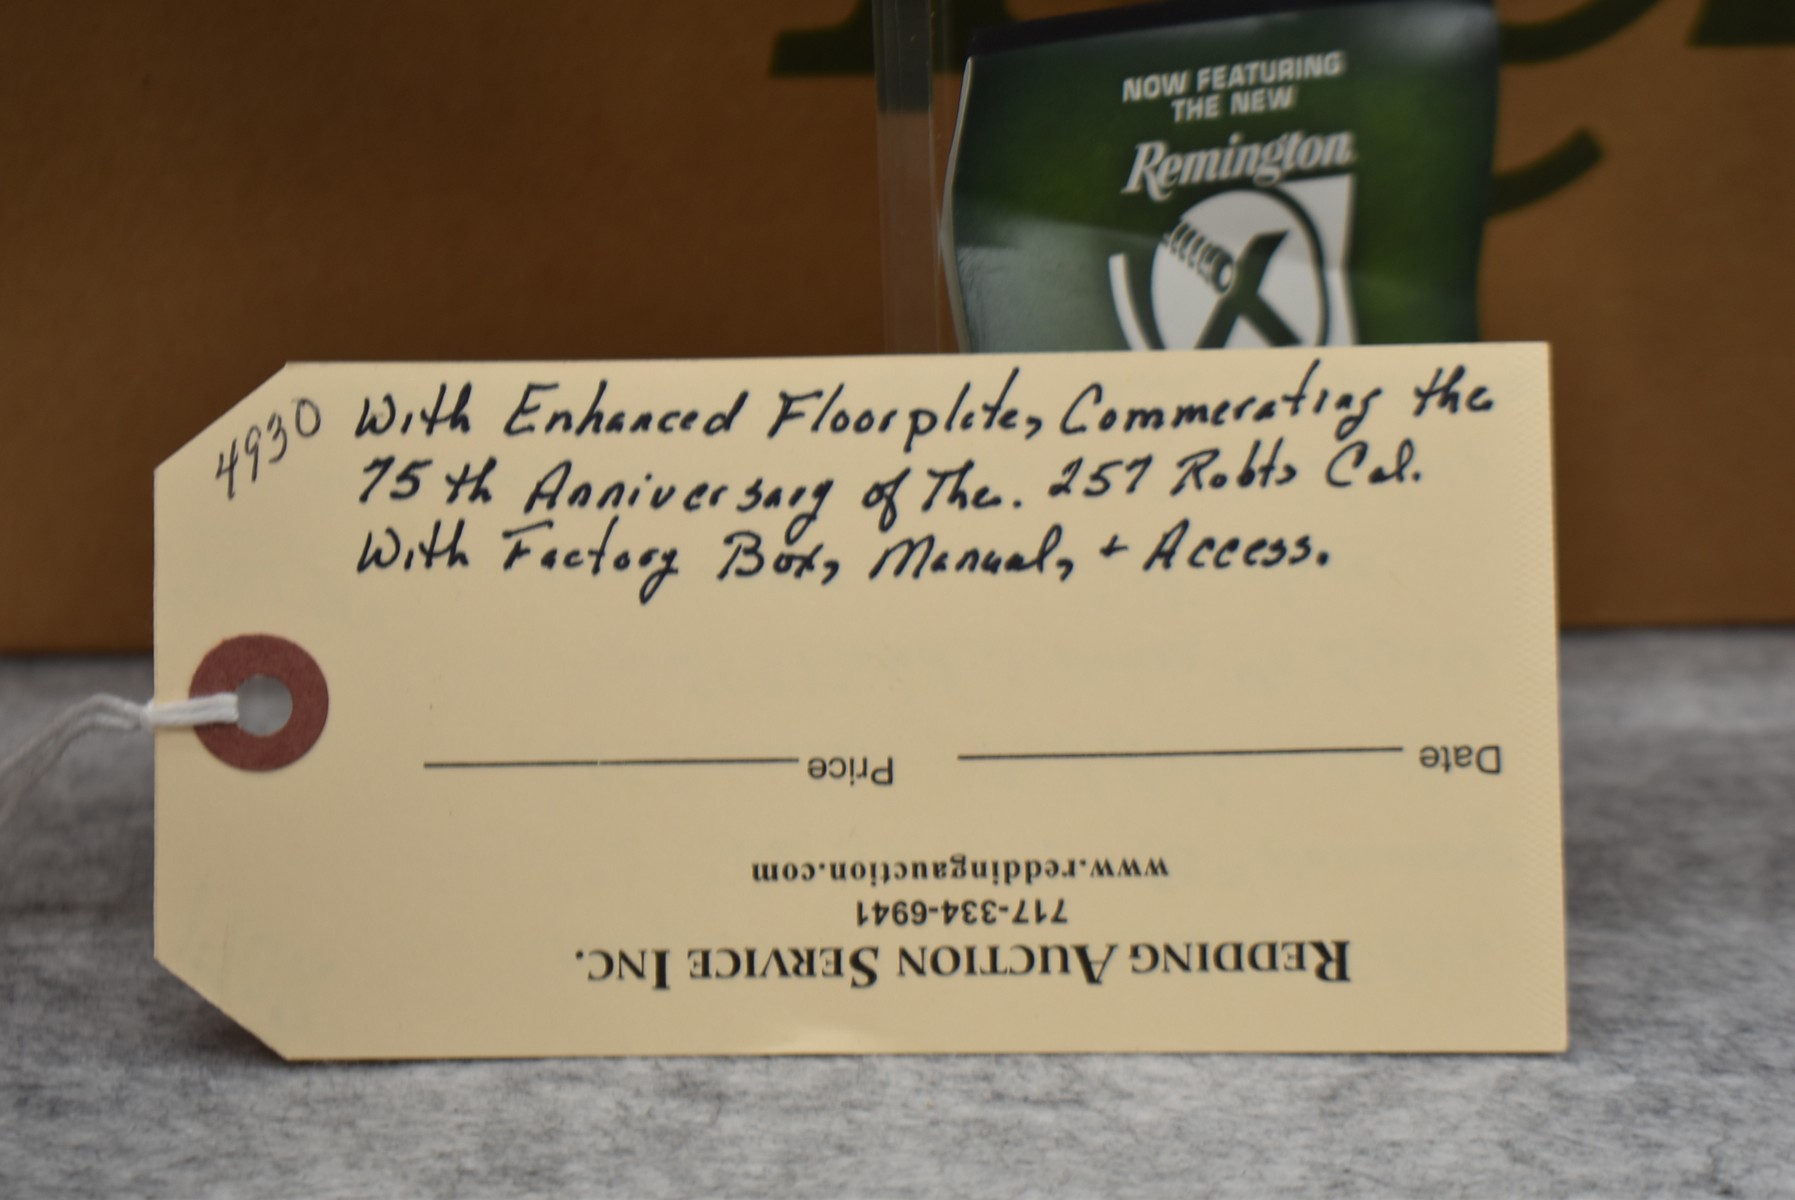 NOW FEATURING
THE NEW
Remington
X
4930
With Enhanced Floorplate, Commerating the
75th Anniversary of The. 257 Robts Cal.
With Factory Box, Manual, + Access.
Date
Price
www.reddingauction.com
717-334-6941
REDDING AUCTION SERVICE INC.